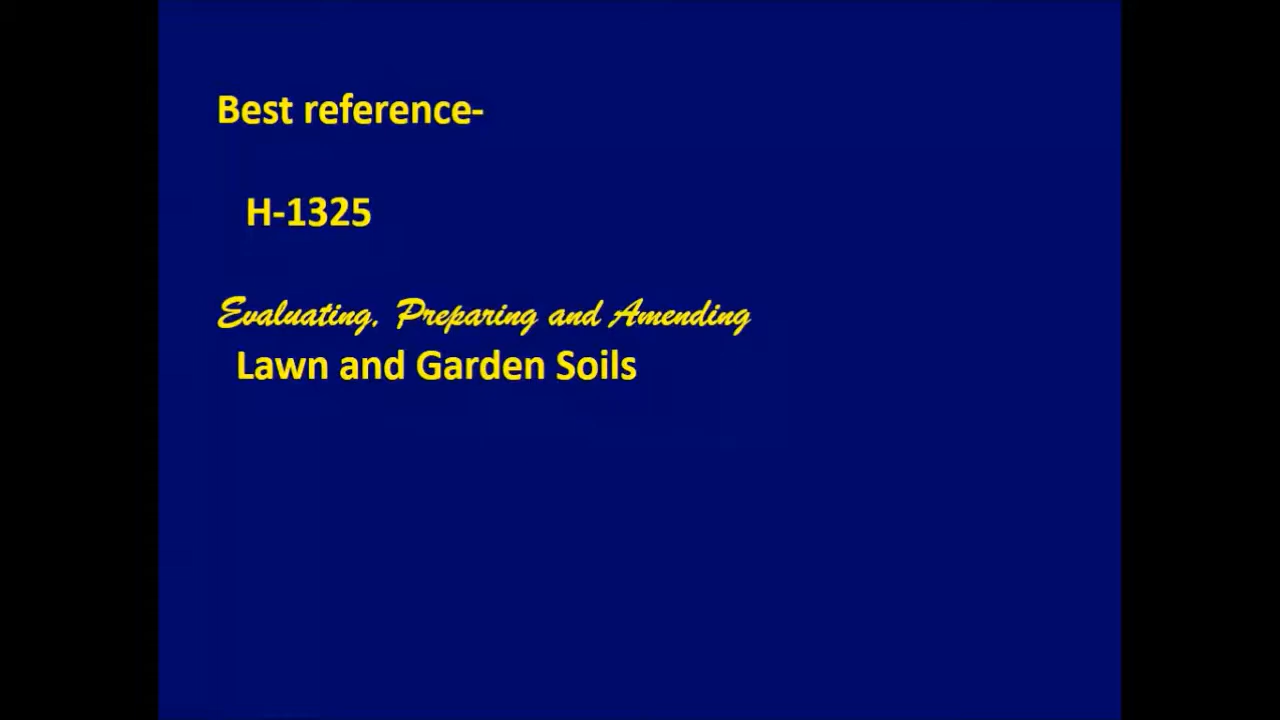 Best reference-
H-1325
Evaluating, Preparing and Amending
Lawn and Garden Soils